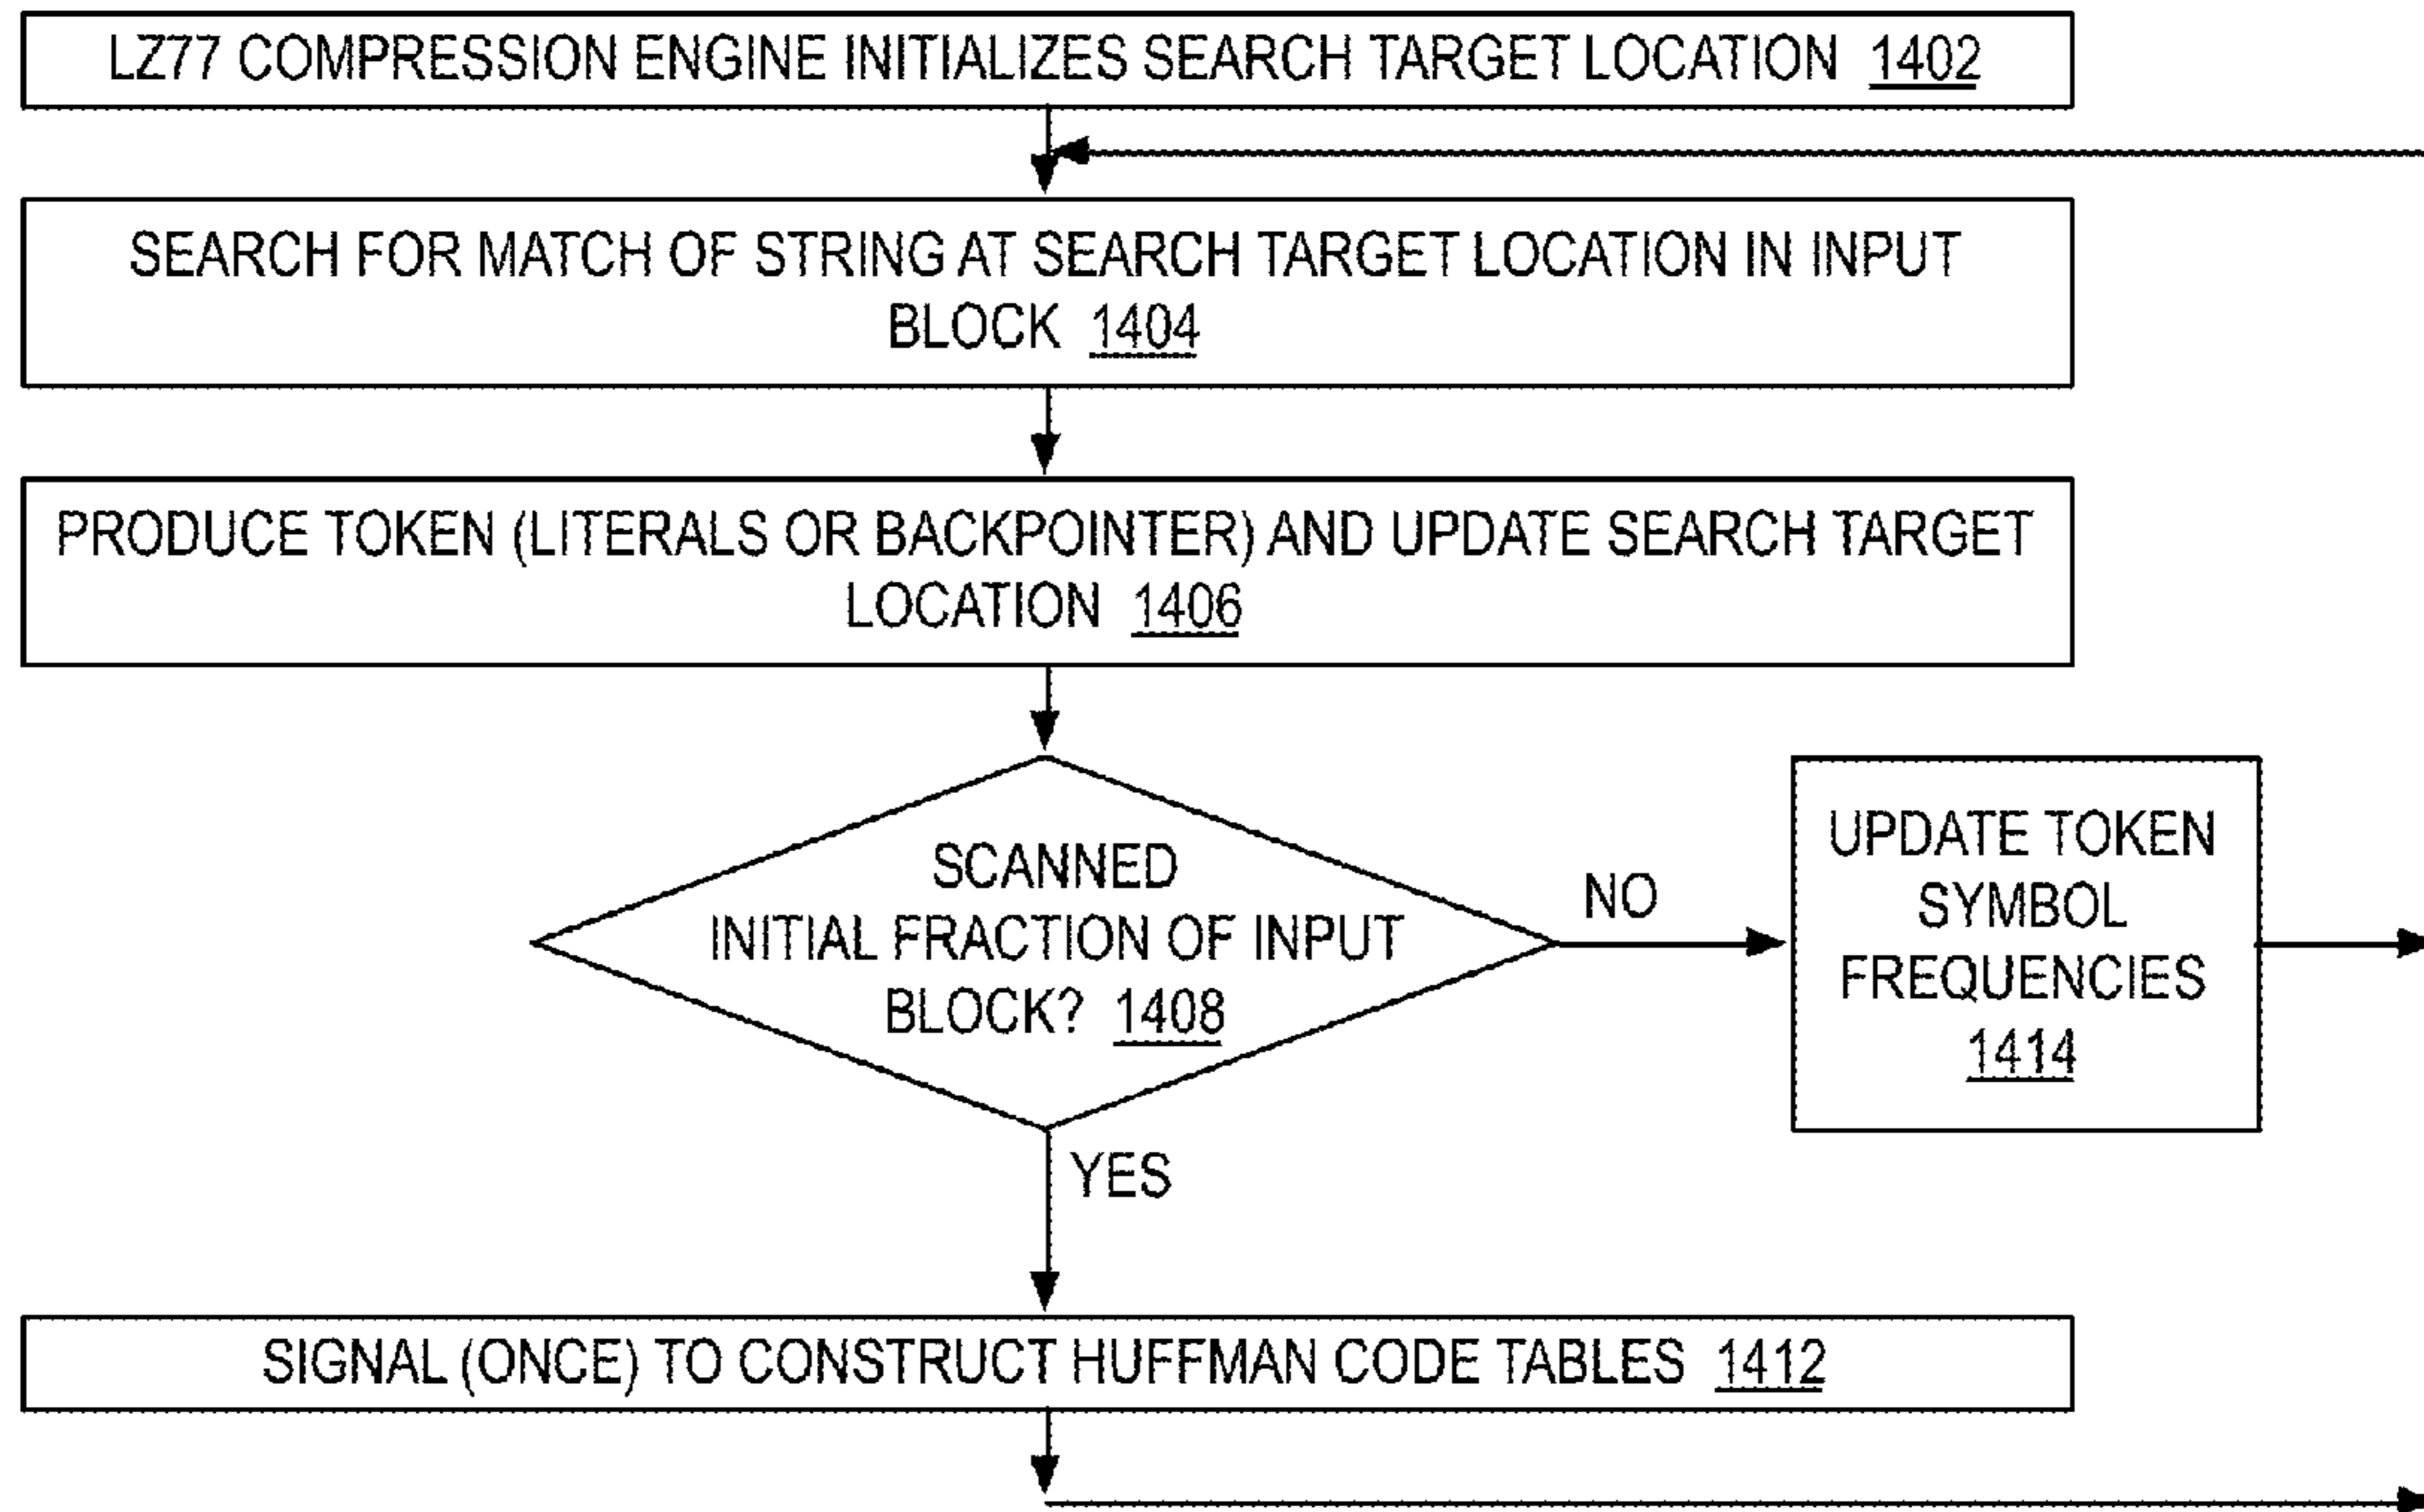 LZ77 COMPRESSION ENGINE INITIALIZES SEARCH TARGET LOCATION 1402
SEARCH FOR MATCH OF STRING AT SEARCH TARGET LOCATION IN INPUT
BLOCK 1404
PRODUCE TOKEN (LITERALS OR BACKPOINTER) AND UPDATE SEARCH TARGET
LOCATION 1406
SCANNED
INITIAL FRACTION OF INPUT
BLOCK? 1408
NO
UPDATE TOKEN
SYMBOL
FREQUENCIES
1414
YES
SIGNAL (ONCE) TO CONSTRUCT HUFFMAN CODE TABLES 1412